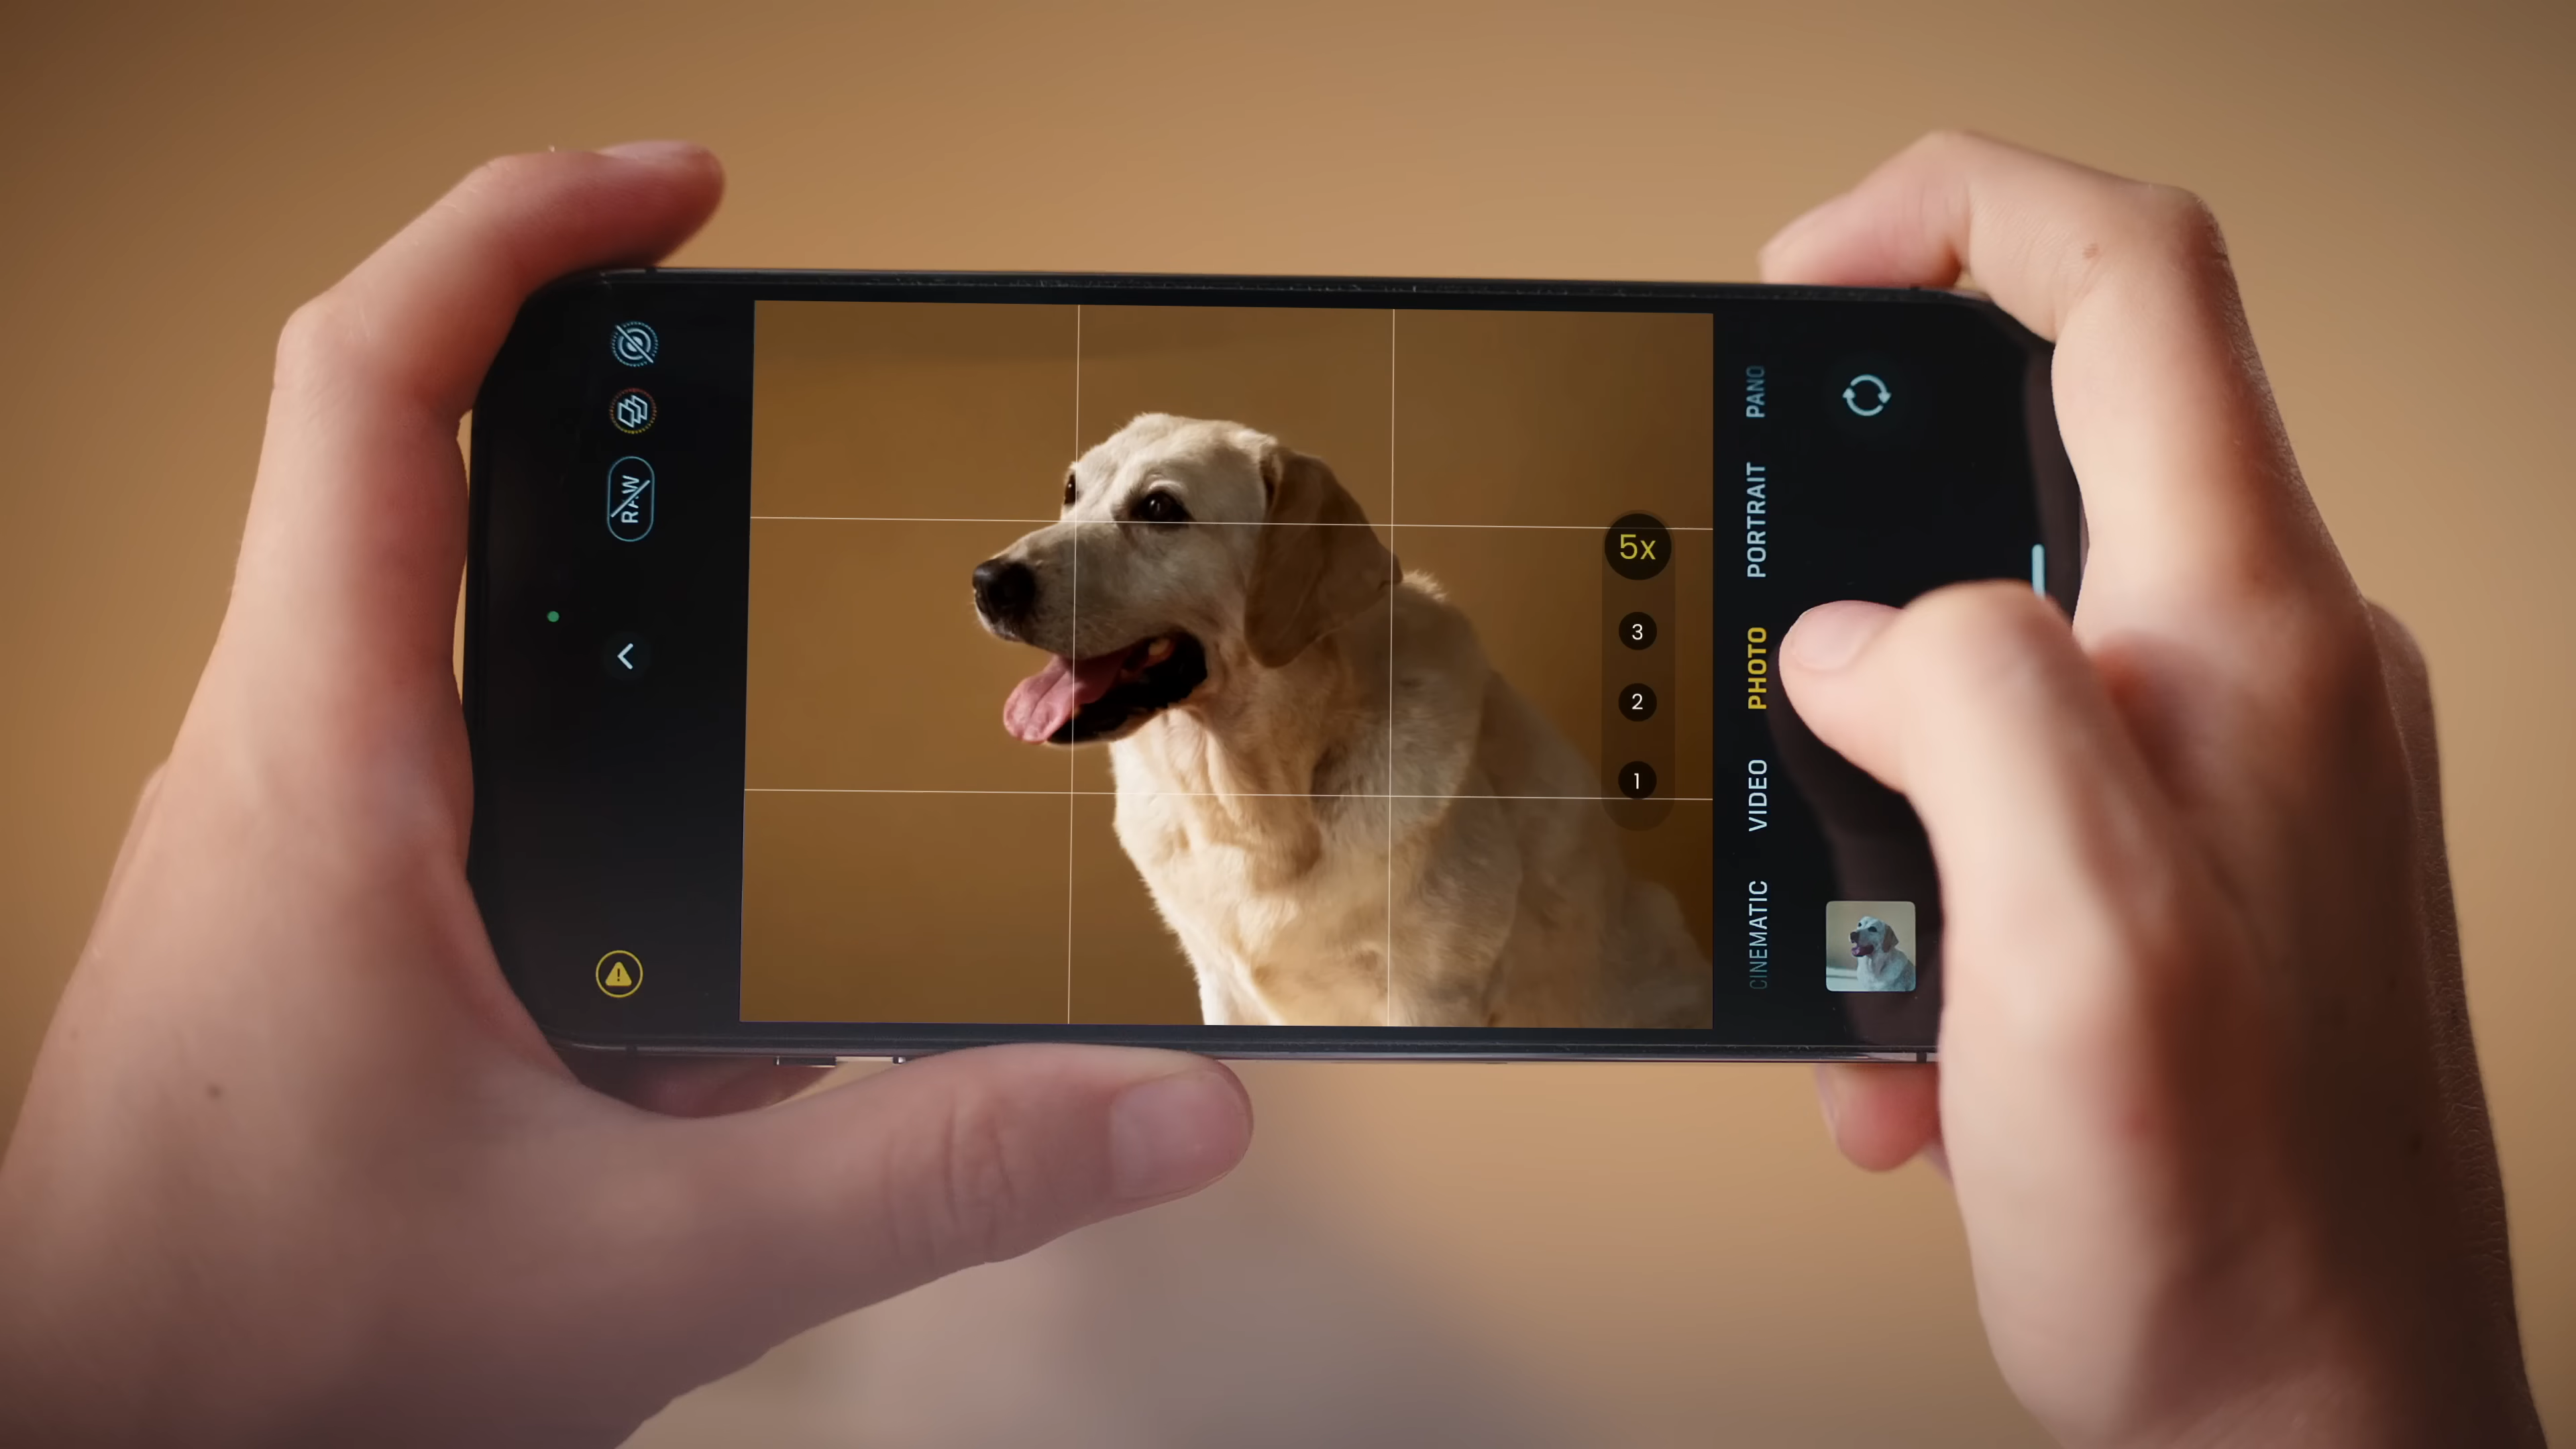 RAW
5x
3
2
1
PANO
PORTRAIT
PHOTO
VIDEO
CINEMATIC